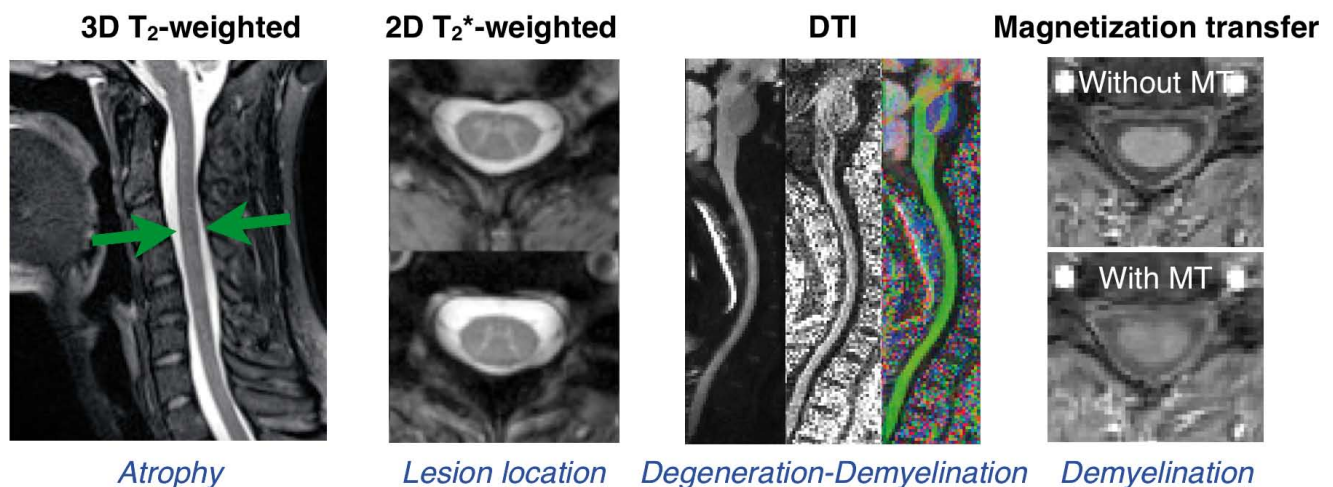 3D T₂-weighted
2D T₂*-weighted
DTI
Magnetization transfer
Without MT
With MT
Atrophy
Lesion location
Degeneration-Demyelination
Demyelination